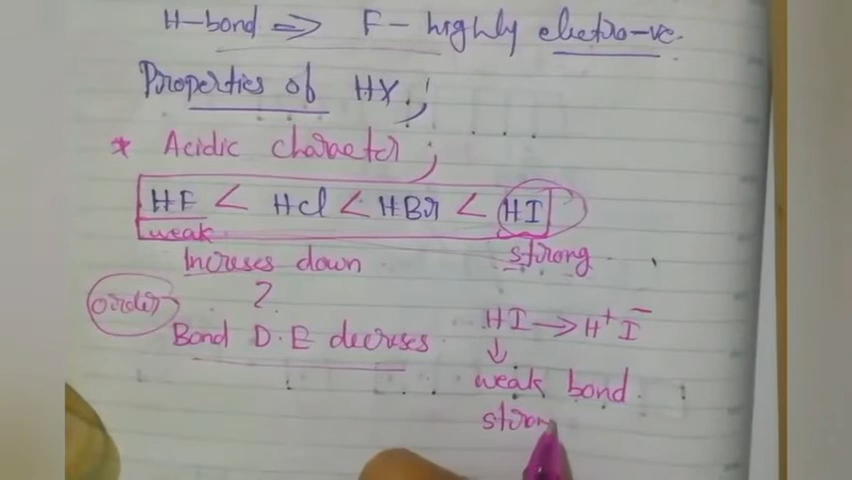 H-bond => F - highly electro-ve.
Properties of HX;
* Acidic character;
HF < HCl < HBr < HI
weak
Increses down strong
order ?
Bond D.E decreses
HI → H⁺ I⁻
↓
weak bond.
stron